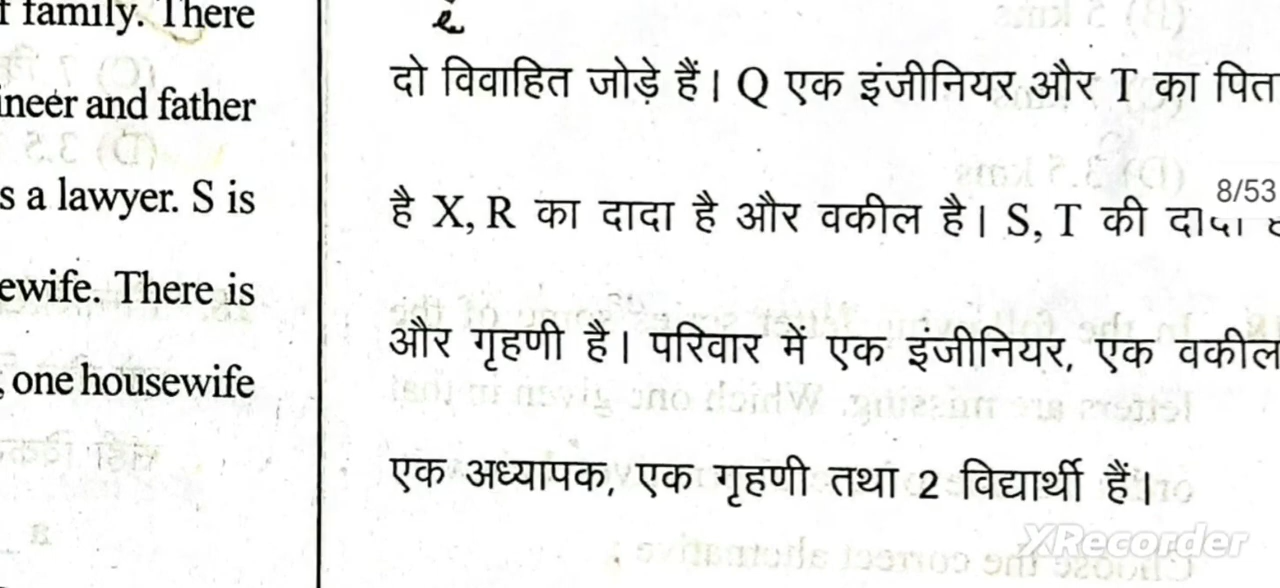 f family. There
ineer and father
s a lawyer. S is
ewife. There is
, one housewife
दो विवाहित जोड़े हैं। Q एक इंजीनियर और T का पित
है X, R का दादा है और वकील है। S, T की
8/53
और गृहणी है। परिवार में एक इंजीनियर, एक वकील
एक अध्यापक, एक गृहणी तथा 2 विद्यार्थी हैं।
XRecorder